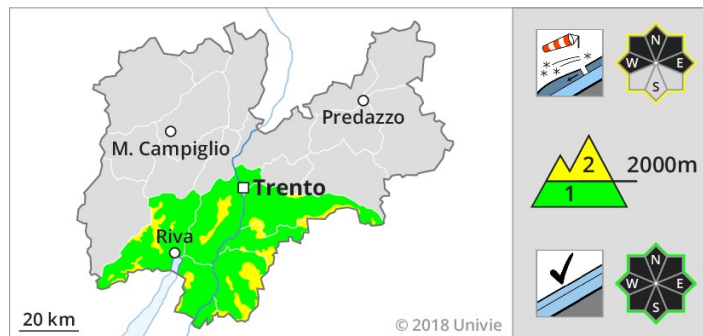 Predazzo
M. Campiglio
Trento
Riva
20 km
© 2018 Univie
N
W E
S
2 2000m
1
N
W E
S